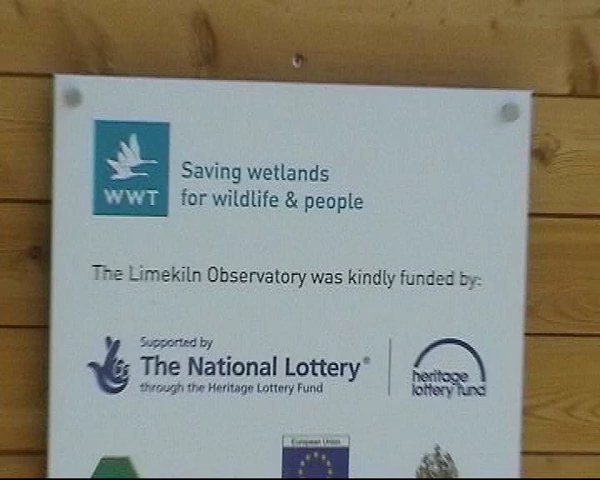 WWT
Saving wetlands
for wildlife & people
The Limekiln Observatory was kindly funded by:
Supported by
The National Lottery®
through the Heritage Lottery Fund
heritage
lottery fund
European Union